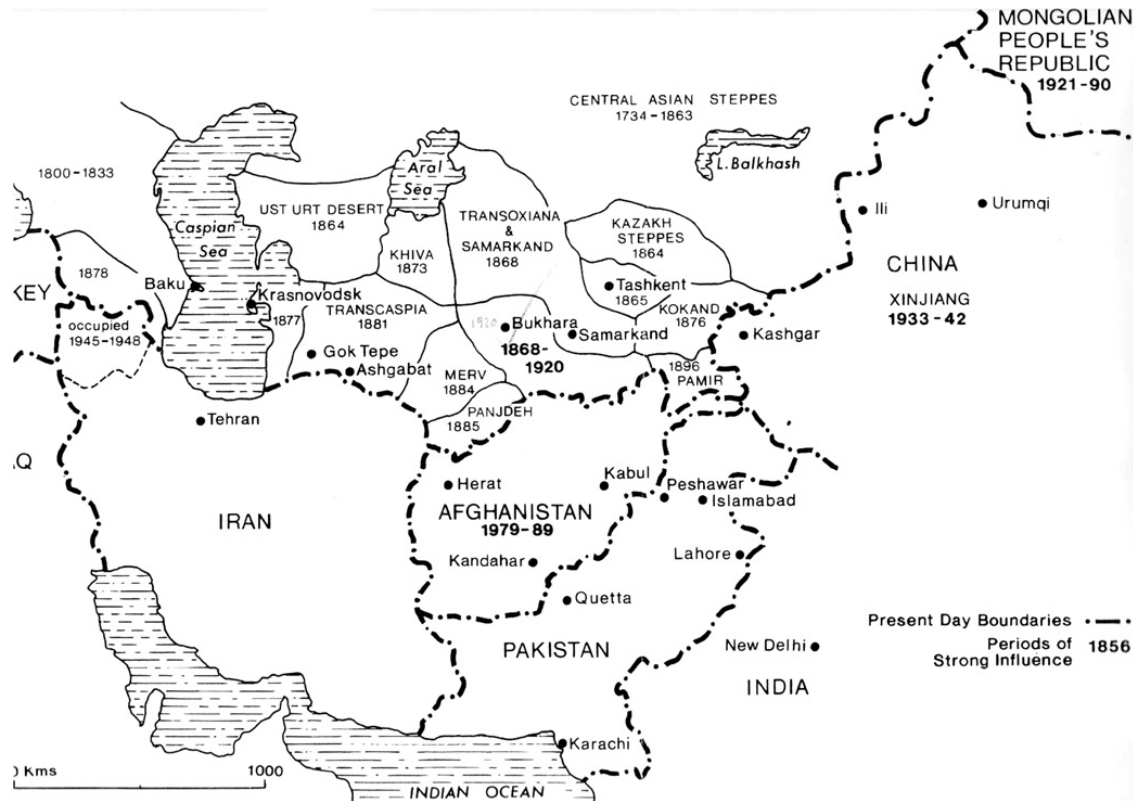 MONGOLIAN
PEOPLE'S
REPUBLIC
1921-90
CENTRAL ASIAN STEPPES
1734-1863
L. Balkhash
Aral
Sea
1800-1833
UST URT DESERT
1864
TRANSOXIANA
&
SAMARKAND
1868
KAZAKH
STEPPES
1864
Ili
Urumqi
Caspian
Sea
KHIVA
1873
CHINA
1878
Baku
KEY
Krasnovodsk
1877
TRANSCASPIA
1881
Tashkent
1865
KOKAND
1876
XINJIANG
1933-42
occupied
1945-1948
1920
Bukhara
1868-
1920
Samarkand
Kashgar
Gok Tepe
Ashgabat
MERV
1884
1896
PAMIR
PANJDEH
1885
Tehran
AQ
Herat
Kabul
Peshawar
Islamabad
IRAN
AFGHANISTAN
1979-89
Kandahar
Lahore
Quetta
PAKISTAN
New Delhi
INDIA
Present Day Boundaries
Periods of
Strong Influence
1856
Karachi
0 Kms
1000
INDIAN OCEAN